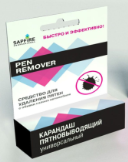 SAPFIRE
БЫСТРО И ЭФФЕКТИВНО!
PEN
REMOVER
СРЕДСТВО ДЛЯ
УДАЛЕНИЯ ПЯТЕН
КАРАНДАШ
ПЯТНОВЫВОДЯЩИЙ
универсальный